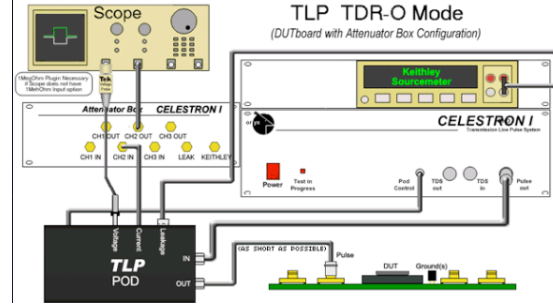 TLP TDR-O Mode
(DUTboard with Attenuator Box Configuration)
Scope
Tek
Voltage
Probe
1MegOhm Plugin Necessary
if Scope does not have
1MehOhm Input option
Keithley
Sourcemeter
Attenuator Box CELESTRON I
CH1 OUT CH2 OUT CH3 OUT
CH1 IN CH2 IN CH3 IN LEAK KEITHLEY
CELESTRON I
Transmission Line Pulse System
Power
Test in
Progress
Pod
Control
TDS
out
TDS
in
Pulse
out
Voltage
Current
Leakage
TLP
POD
IN
OUT
(AS SHORT AS POSSIBLE)
Pulse
DUT
Ground(s)